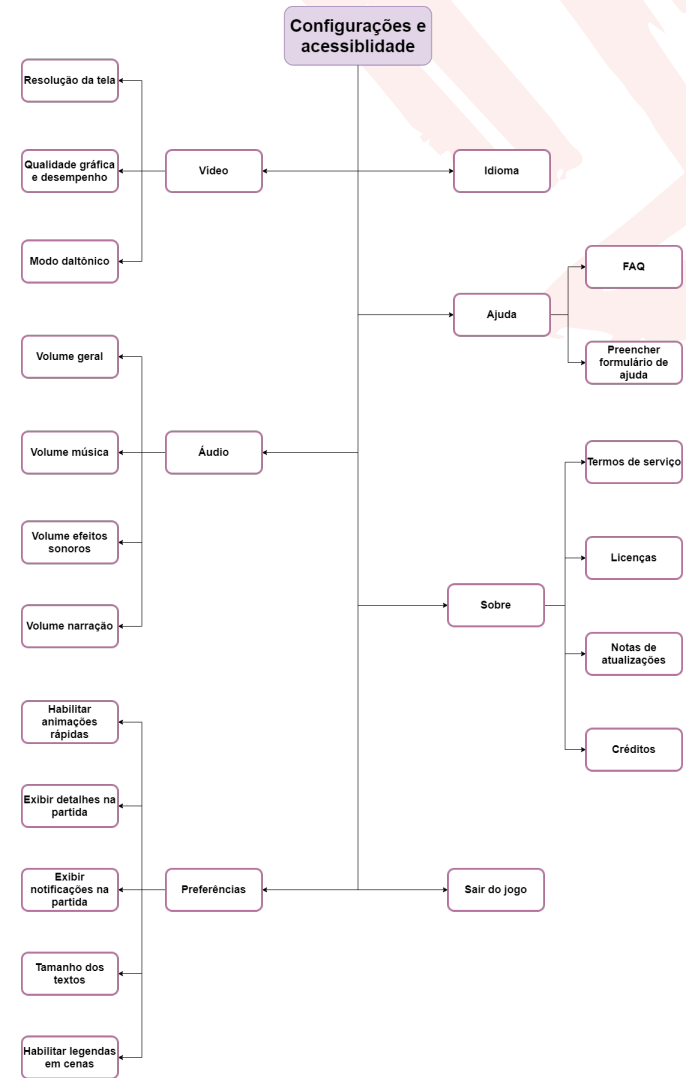 Configurações e
acessiblidade
Resolução da tela
Qualidade gráfica
e desempenho
Modo daltônico
Vídeo
Idioma
Ajuda
FAQ
Preencher
formulário de
ajuda
Volume geral
Volume música
Volume efeitos
sonoros
Volume narração
Áudio
Sobre
Termos de serviço
Licenças
Notas de
atualizações
Créditos
Habilitar
animações
rápidas
Exibir detalhes na
partida
Exibir
notificações na
partida
Tamanho dos
textos
Habilitar legendas
em cenas
Preferências
Sair do jogo